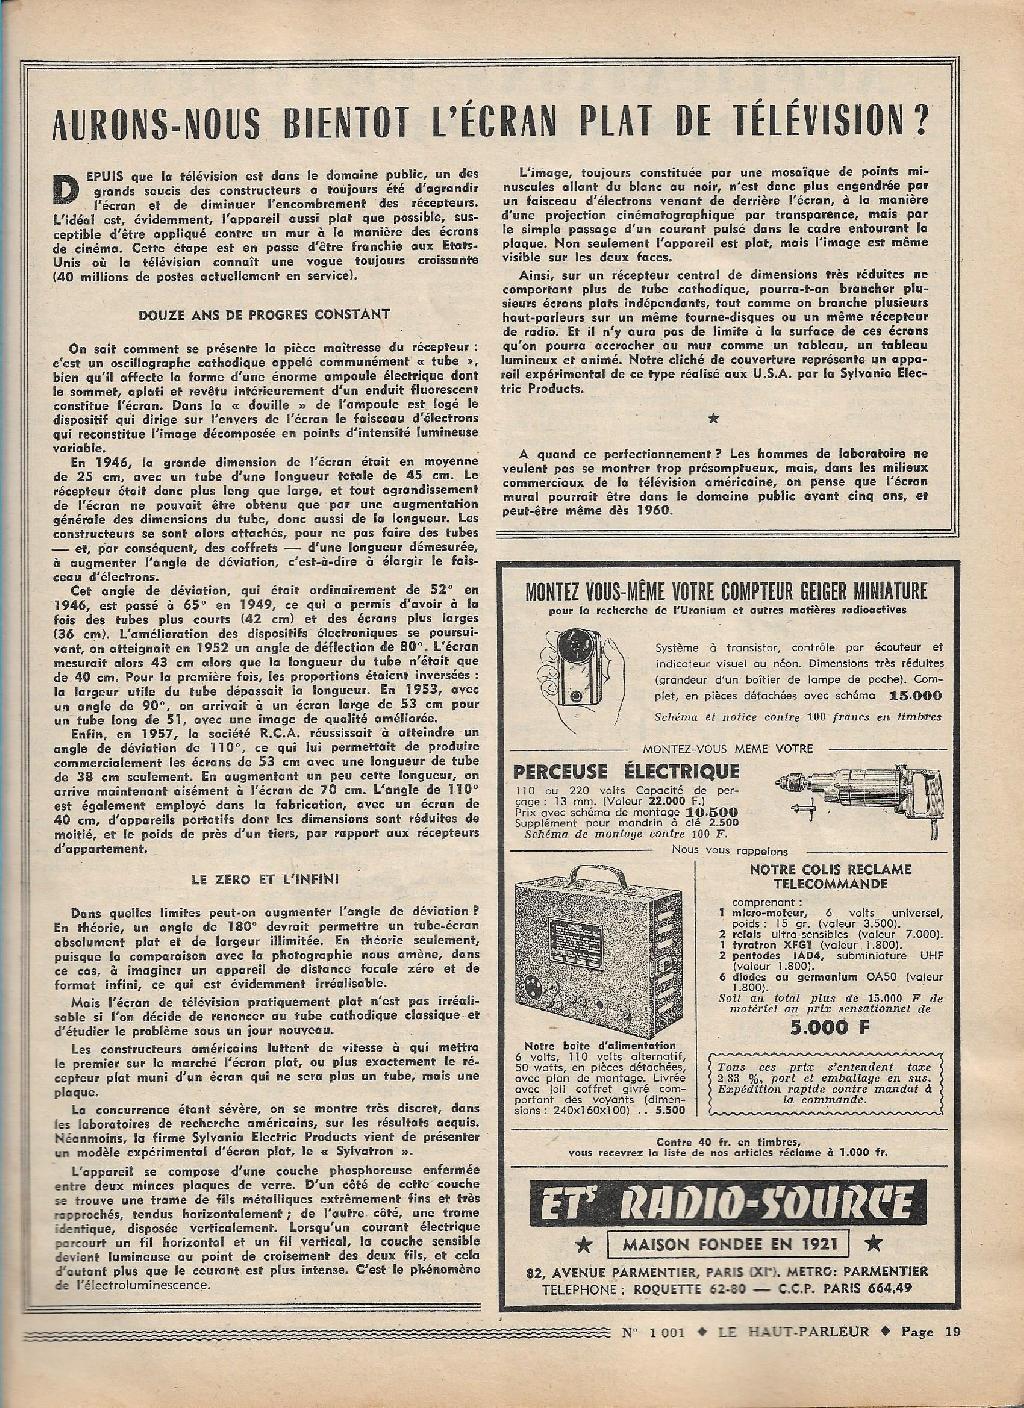 AURONS-NOUS BIENTOT L'ÉCRAN PLAT DE TÉLÉVISION ?
DEPUIS que la télévision est dans le domaine public, un des
grands soucis des constructeurs a toujours été d'agrandir
l'écran et de diminuer l'encombrement des récepteurs.
L'idéal est, évidemment, l'appareil aussi plat que possible, sus-
ceptible d'être appliqué contre un mur à la manière des écrans
de cinéma. Cette étape est en passe d'être franchie aux Etats-
Unis où la télévision connaît une vogue toujours croissante
(40 millions de postes actuellement en service).
DOUZE ANS DE PROGRES CONSTANT
On sait comment se présente la pièce maîtresse du récepteur :
c'est un oscillographe cathodique appelé communément « tube »,
bien qu'il affecte la forme d'une énorme ampoule électrique dont
le sommet, aplati et revêtu intérieurement d'un enduit fluorescent
constitue l'écran. Dans la « douille » de l'ampoule est logé le
dispositif qui dirige sur l'envers de l'écran le faisceau d'électrons
qui reconstitue l'image décomposée en points d'intensité lumineuse
variable.
En 1946, la grande dimension de l'écran était en moyenne
de 25 cm, avec un tube d'une longueur totale de 45 cm. Le
récepteur était donc plus long que large, et tout agrandissement
de l'écran ne pouvait être obtenu que par une augmentation
générale des dimensions du tube, donc aussi de la longueur. Les
constructeurs se sont alors attachés, pour ne pas faire des tubes
— et, par conséquent, des coffrets — d'une longueur démesurée,
à augmenter l'angle de déviation, c'est-à-dire à élargir le fais-
ceau d'électrons.
Cet angle de déviation, qui était ordinairement de 52° en
1946, est passé à 65° en 1949, ce qui a permis d'avoir à la
fois des tubes plus courts (42 cm) et des écrans plus larges
(36 cm). L'amélioration des dispositifs électroniques se poursui-
vant, on atteignait en 1952 un angle de déflection de 80°. L'écran
mesurait alors 43 cm alors que la longueur du tube n'était que
de 40 cm. Pour la première fois, les proportions étaient inversées :
la largeur utile du tube dépassait la longueur. En 1953, avec
un angle de 90°, on arrivait à un écran large de 53 cm pour
un tube long de 51, avec une image de qualité améliorée.
Enfin, en 1957, la société R.C.A. réussissait à atteindre un
angle de déviation de 110°, ce qui lui permettait de produire
commercialement les écrans de 53 cm avec une longueur de tube
de 38 cm seulement. En augmentant un peu cette longueur, on
arrive maintenant aisément à l'écran de 70 cm. L'angle de 110°
est également employé dans la fabrication, avec un écran de
40 cm, d'appareils portatifs dont les dimensions sont réduites de
moitié, et le poids de près d'un tiers, par rapport aux récepteurs
d'appartement.
LE ZERO ET L'INFINI
Dans quelles limites peut-on augmenter l'angle de déviation ?
En théorie, un angle de 180° devrait permettre un tube-écran
absolument plat et de largeur illimitée. En théorie seulement,
puisque la comparaison avec la photographie nous amène, dans
ce cas, à imaginer un appareil de distance focale zéro et de
format infini, ce qui est évidemment irréalisable.
Mais l'écran de télévision pratiquement plat n'est pas irréali-
sable si l'on décide de renoncer au tube cathodique classique et
d'étudier le problème sous un jour nouveau.
Les constructeurs américains luttent de vitesse à qui mettra
le premier sur le marché l'écran plat, ou plus exactement le ré-
cepteur plat muni d'un écran qui ne sera plus un tube, mais une
plaque.
La concurrence étant sévère, on se montre très discret, dans
les laboratoires de recherche américains, sur les résultats acquis.
Néanmoins, la firme Sylvania Electric Products vient de présenter
un modèle expérimental d'écran plat, le « Sylvatron ».
L'appareil se compose d'une couche phosphoreuse enfermée
entre deux minces plaques de verre. D'un côté de cette couche
se trouve une trame de fils métalliques extrêmement fins et très
rapprochés, tendus horizontalement ; de l'autre côté, une trame
identique, disposée verticalement. Lorsqu'un courant électrique
parcourt un fil horizontal et un fil vertical, la couche sensible
devient lumineuse au point de croisement des deux fils, et cela
d'autant plus que le courant est plus intense. C'est le phénomène
de l'électroluminescence.
L'image, toujours constituée par une mosaïque de points mi-
nuscules allant du blanc au noir, n'est donc plus engendrée par
un faisceau d'électrons venant de derrière l'écran, à la manière
d'une projection cinématographique par transparence, mais par
le simple passage d'un courant pulsé dans le cadre entourant la
plaque. Non seulement l'appareil est plat, mais l'image est même
visible sur les deux faces.
Ainsi, sur un récepteur central de dimensions très réduites ne
comportant plus de tube cathodique, pourra-t-on brancher plu-
sieurs écrans plats indépendants, tout comme on branche plusieurs
haut-parleurs sur un même tourne-disques ou un même récepteur
de radio. Et il n'y aura pas de limite à la surface de ces écrans
qu'on pourra accrocher au mur comme un tableau, un tableau
lumineux et animé. Notre cliché de couverture représente un appa-
reil expérimental de ce type réalisé aux U.S.A. par la Sylvania Elec-
tric Products.
★
A quand ce perfectionnement ? Les hommes de laboratoire ne
veulent pas se montrer trop présomptueux, mais, dans les milieux
commerciaux de la télévision américaine, on pense que l'écran
mural pourrait être dans le domaine public avant cinq ans, et
peut-être même dès 1960.
MONTEZ VOUS-MÊME VOTRE COMPTEUR GEIGER MINIATURE
pour la recherche de l'Uranium et autres matières radioactives
Système à transistor, contrôle par écouteur et
indicateur visuel au néon. Dimensions très réduites
(grandeur d'un boîtier de lampe de poche). Com-
plet, en pièces détachées avec schéma 15.000
Schéma et notice contre 100 francs en timbres
MONTEZ-VOUS MEME VOTRE
PERCEUSE ÉLECTRIQUE
110 ou 220 volts Capacité de per-
çage : 13 mm. (Valeur 22.000 F.)
Prix avec schéma de montage 10.500
Supplément pour mandrin à clé 2.500
Schéma de montage contre 100 F.
Nous vous rappelons
NOTRE COLIS RECLAME
TELECOMMANDE
comprenant :
1 micro-moteur, 6 volts universel,
poids : 15 gr. (valeur 3.500).
2 relais ultra-sensibles (valeur 7.000).
1 tyratron XFG1 (valeur 1.800).
2 pentodes 1AD4, subminiature UHF
(valeur 1.800).
6 diodes au germanium OA50 (valeur
1.800).
Soit au total plus de 15.000 F de
matériel au prix sensationnel de
5.000 F
Notre boîte d'alimentation
6 volts, 110 volts alternatif,
50 watts, en pièces détachées,
avec plan de montage. Livrée
avec joli coffret givré com-
portant des voyants (dimen-
sions : 240x160x100) .. 5.500
Tous ces prix s'entendent taxe
2.83 %, port et emballage en sus.
Expédition rapide contre mandat à
la commande.
Contre 40 fr. en timbres,
vous recevrez la liste de nos articles réclame à 1.000 fr.
ETS RADIO-SOURCE
★ MAISON FONDEE EN 1921 ★
82, AVENUE PARMENTIER, PARIS (XIe). METRO: PARMENTIER
TELEPHONE : ROQUETTE 62-80 — C.C.P. PARIS 664.49
N° 1 001 ♦ LE HAUT-PARLEUR ♦ Page 19